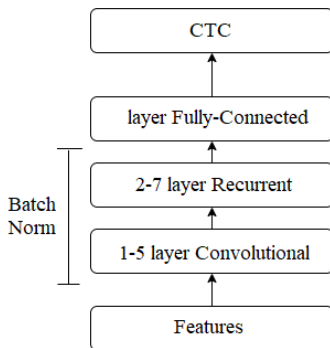 CTC
layer Fully-Connected
2-7 layer Recurrent
Batch
Norm
1-5 layer Convolutional
Features